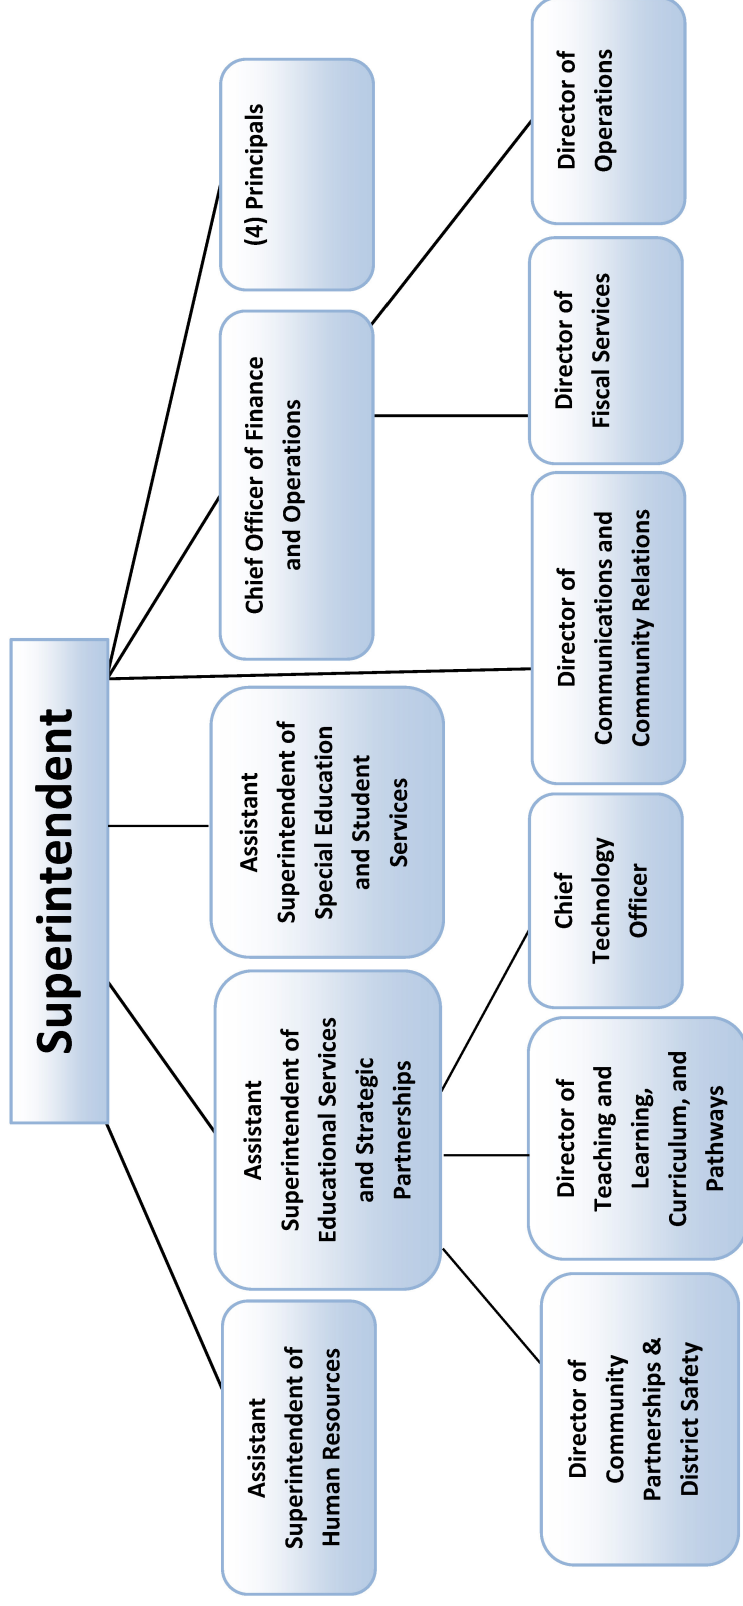 Superintendent
Assistant
Superintendent of
Human Resources
Assistant
Superintendent of
Educational Services
and Strategic
Partnerships
Assistant
Superintendent of
Special Education
and Student
Services
Chief Officer of Finance
and Operations
(4) Principals
Director of
Community
Partnerships &
District Safety
Director of
Teaching and
Learning,
Curriculum, and
Pathways
Chief
Technology
Officer
Director of
Communications and
Community Relations
Director of
Fiscal Services
Director of
Operations